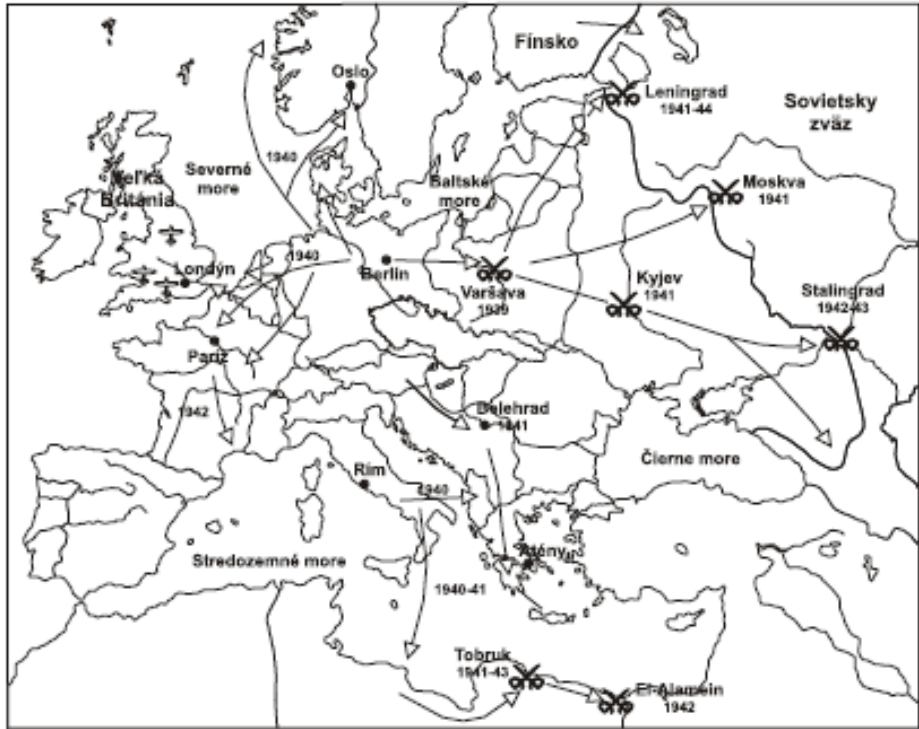 Fínsko
Oslo
Leningrad
1941-44
Sovietsky
zväz
1940
Severné
more
Veľká
Británia
Baltské
more
Moskva
1941
1940
Londýn
Berlín
Varšava
1939
Kyjev
1941
Stalingrad
1942-43
Paríž
1942
Belehrad
1941
Rím
1940
Čierne more
Stredozemné more
Atény
1940-41
Tobruk
1941-43
El-Alamein
1942